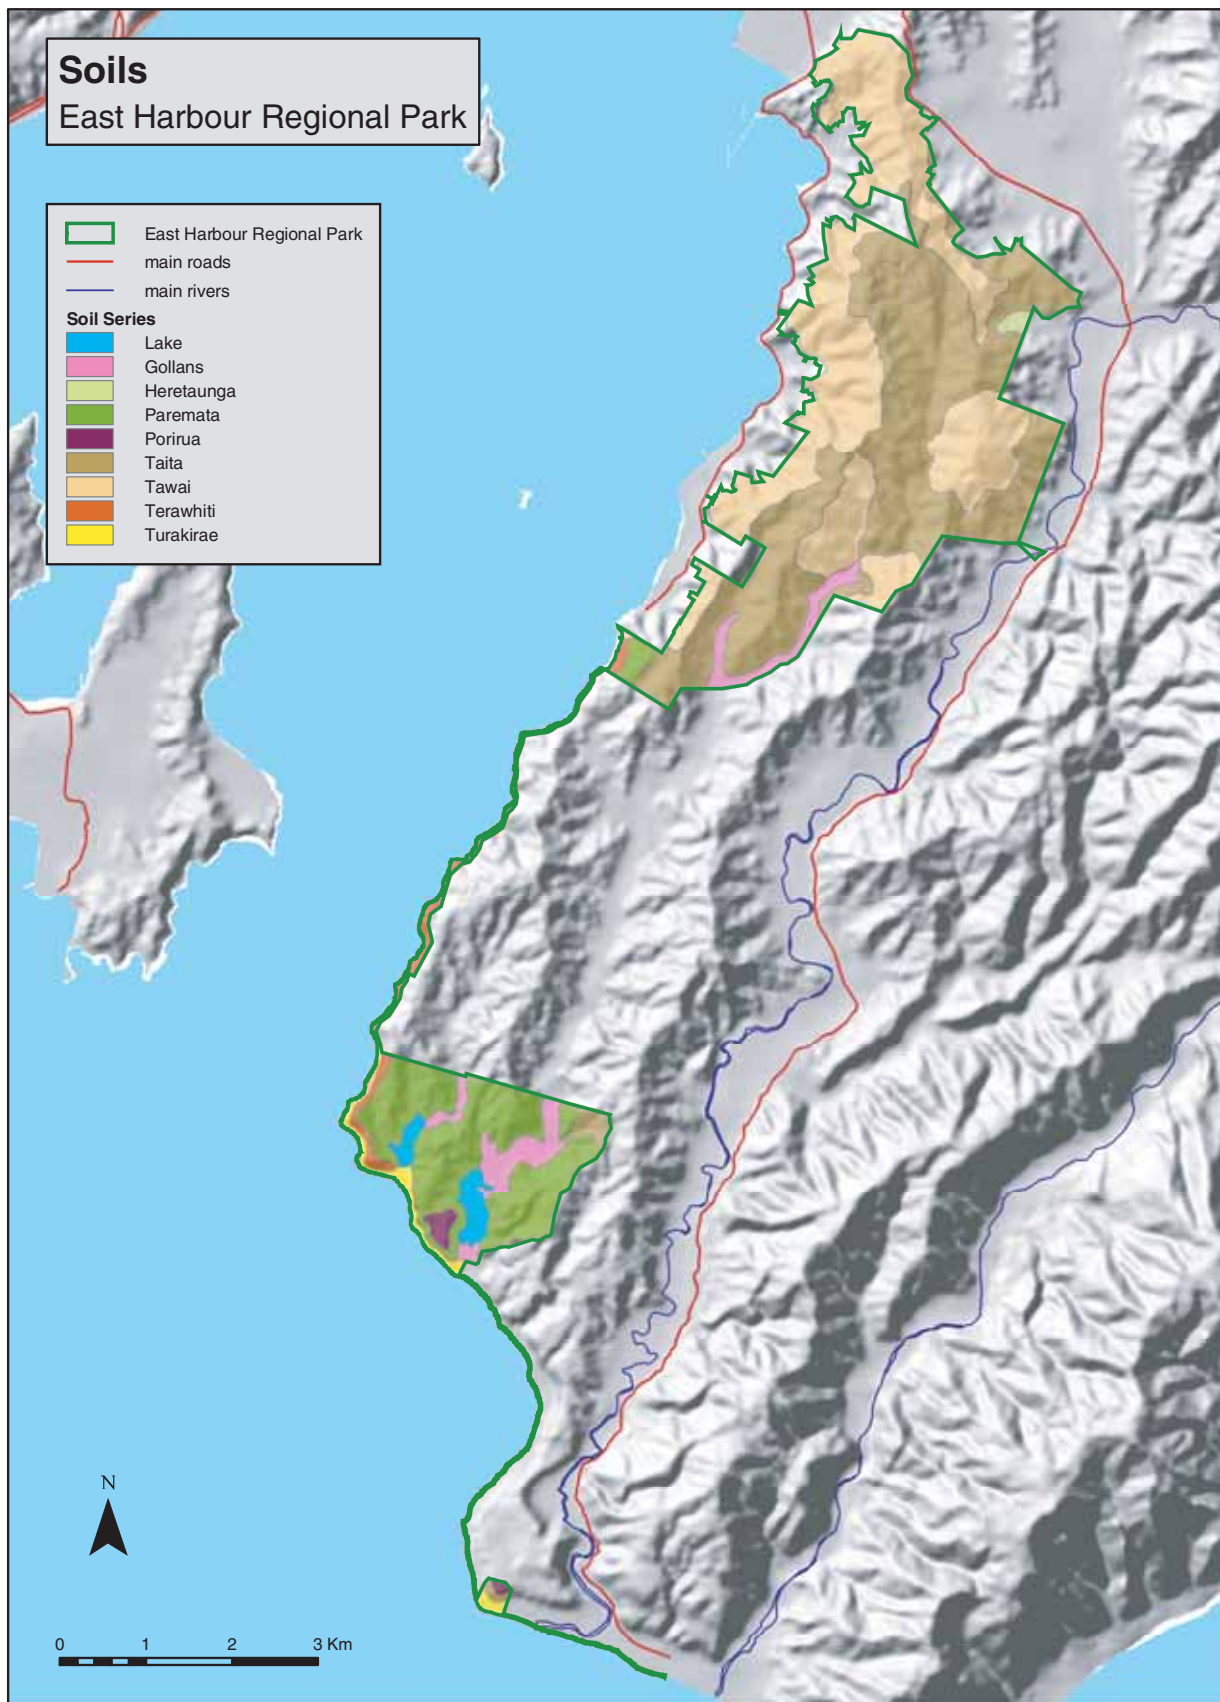 Soils
East Harbour Regional Park
East Harbour Regional Park
main roads
main rivers
Soil Series
Lake
Gollans
Heretaunga
Paremata
Porirua
Taita
Tawai
Terawhiti
Turakirae
N
0 1 2 3 Km